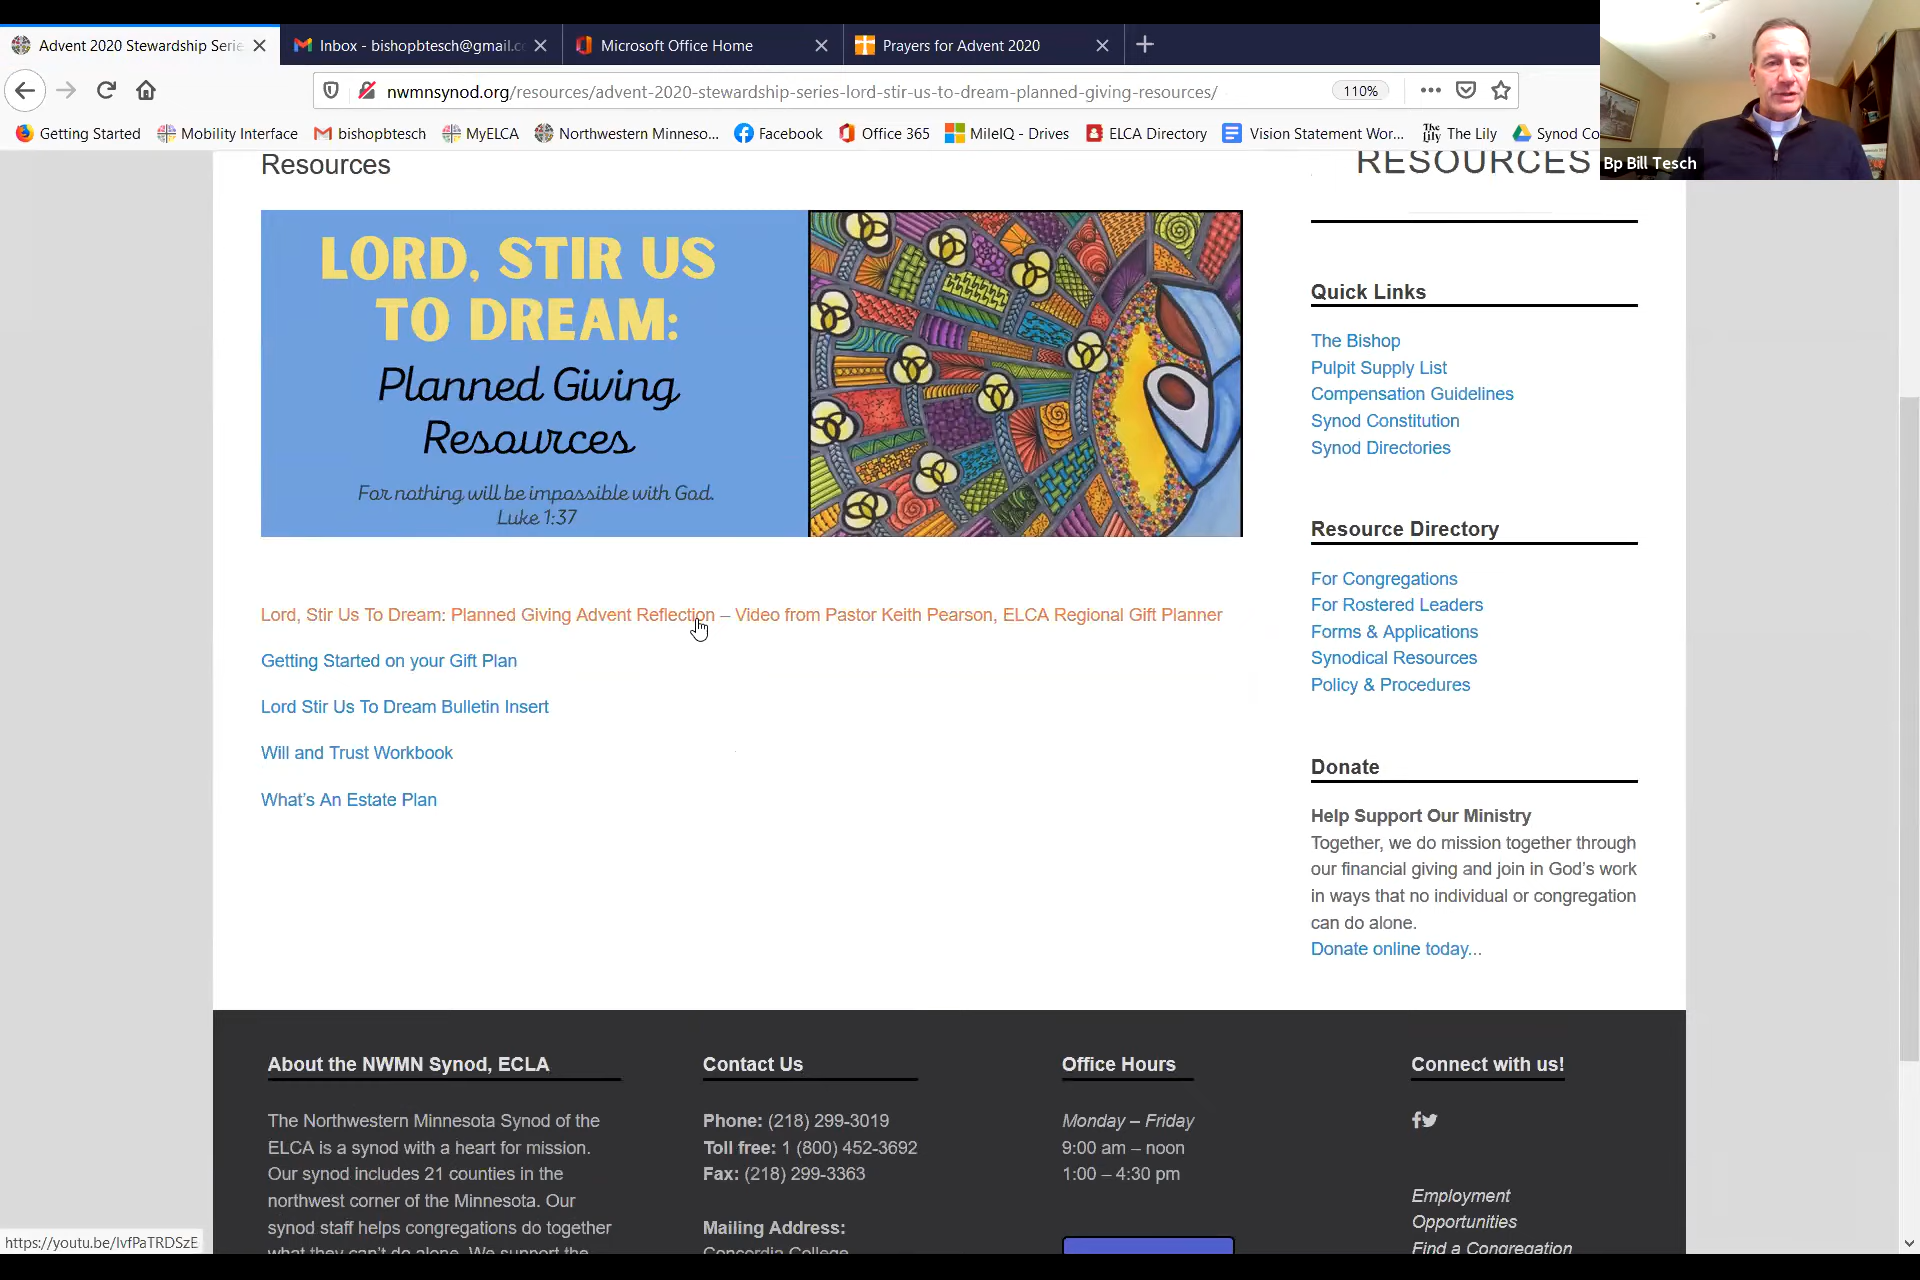 Advent 2020 Stewardship Serie
Inbox - bishopbtesch@gmail.c
Microsoft Office Home
Prayers for Advent 2020
nwmnsynod.org/resources/advent-2020-stewardship-series-lord-stir-us-to-dream-planned-giving-resources/
110%
Getting Started
Mobility Interface
bishopbtesch
MyELCA
Northwestern Minneso...
Facebook
Office 365
MileIQ - Drives
ELCA Directory
Vision Statement Wor...
The Lily
The Lily
Synod Co
Bp Bill Tesch
Resources
RESOURCES
LORD, STIR US
TO DREAM:
Planned Giving
Resources
For nothing will be impossible with God.
Luke 1:37
Lord, Stir Us To Dream: Planned Giving Advent Reflection – Video from Pastor Keith Pearson, ELCA Regional Gift Planner
Getting Started on your Gift Plan
Lord Stir Us To Dream Bulletin Insert
Will and Trust Workbook
What's An Estate Plan
Quick Links
The Bishop
Pulpit Supply List
Compensation Guidelines
Synod Constitution
Synod Directories
Resource Directory
For Congregations
For Rostered Leaders
Forms & Applications
Synodical Resources
Policy & Procedures
Donate
Help Support Our Ministry
Together, we do mission together through
our financial giving and join in God's work
in ways that no individual or congregation
can do alone.
Donate online today...
About the NWMN Synod, ECLA
The Northwestern Minnesota Synod of the
ELCA is a synod with a heart for mission.
Our synod includes 21 counties in the
northwest corner of the Minnesota. Our
synod staff helps congregations do together
what they can't do alone. We support the
Contact Us
Phone: (218) 299-3019
Toll free: 1 (800) 452-3692
Fax: (218) 299-3363
Mailing Address:
Concordia College
Office Hours
Monday – Friday
9:00 am – noon
1:00 – 4:30 pm
Connect with us!
Employment
Opportunities
Find a Congregation
https://youtu.be/IvfPaTRDSzE